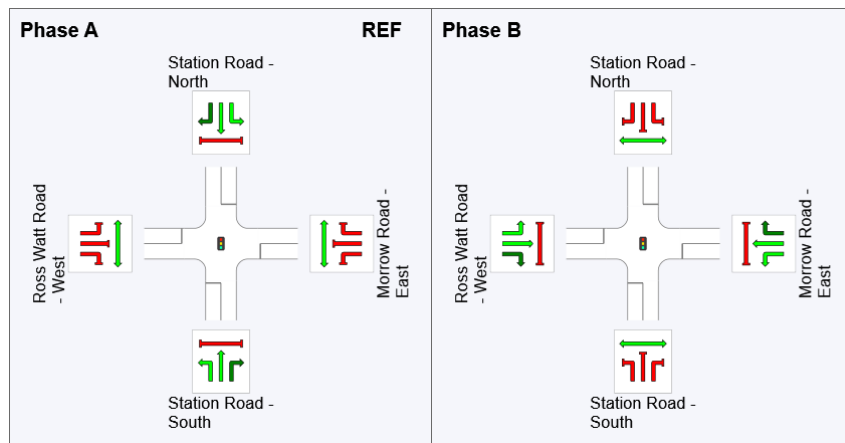 Phase A
REF
Station Road -
North
Ross Watt Road
- West
Morrow Road -
East
Station Road -
South
Phase B
Station Road -
North
Ross Watt Road
- West
Morrow Road -
East
Station Road -
South